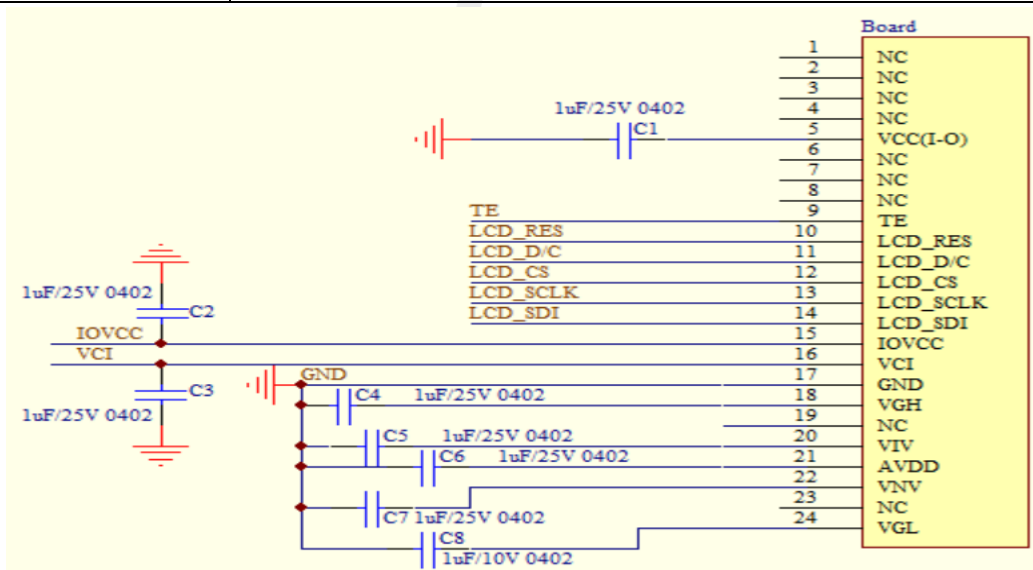 Board
1 NC
2 NC
3 NC
1uF/25V 0402 4 NC
C1 5 VCC(I-O)
6 NC
7 NC
8 NC
TE 9 TE
LCD_RES 10 LCD_RES
LCD_D/C 11 LCD_D/C
LCD_CS 12 LCD_CS
1uF/25V 0402 LCD_SCLK 13 LCD_SCLK
C2 LCD_SDI 14 LCD_SDI
IOVCC 15 IOVCC
VCI 16 VCI
GND 17 GND
C3 C4 1uF/25V 0402 18 VGH
1uF/25V 0402 19 NC
C5 1uF/25V 0402 20 VIV
C6 1uF/25V 0402 21 AVDD
22 VNV
C7 1uF/25V 0402 23 NC
24 VGL
C8
1uF/10V 0402